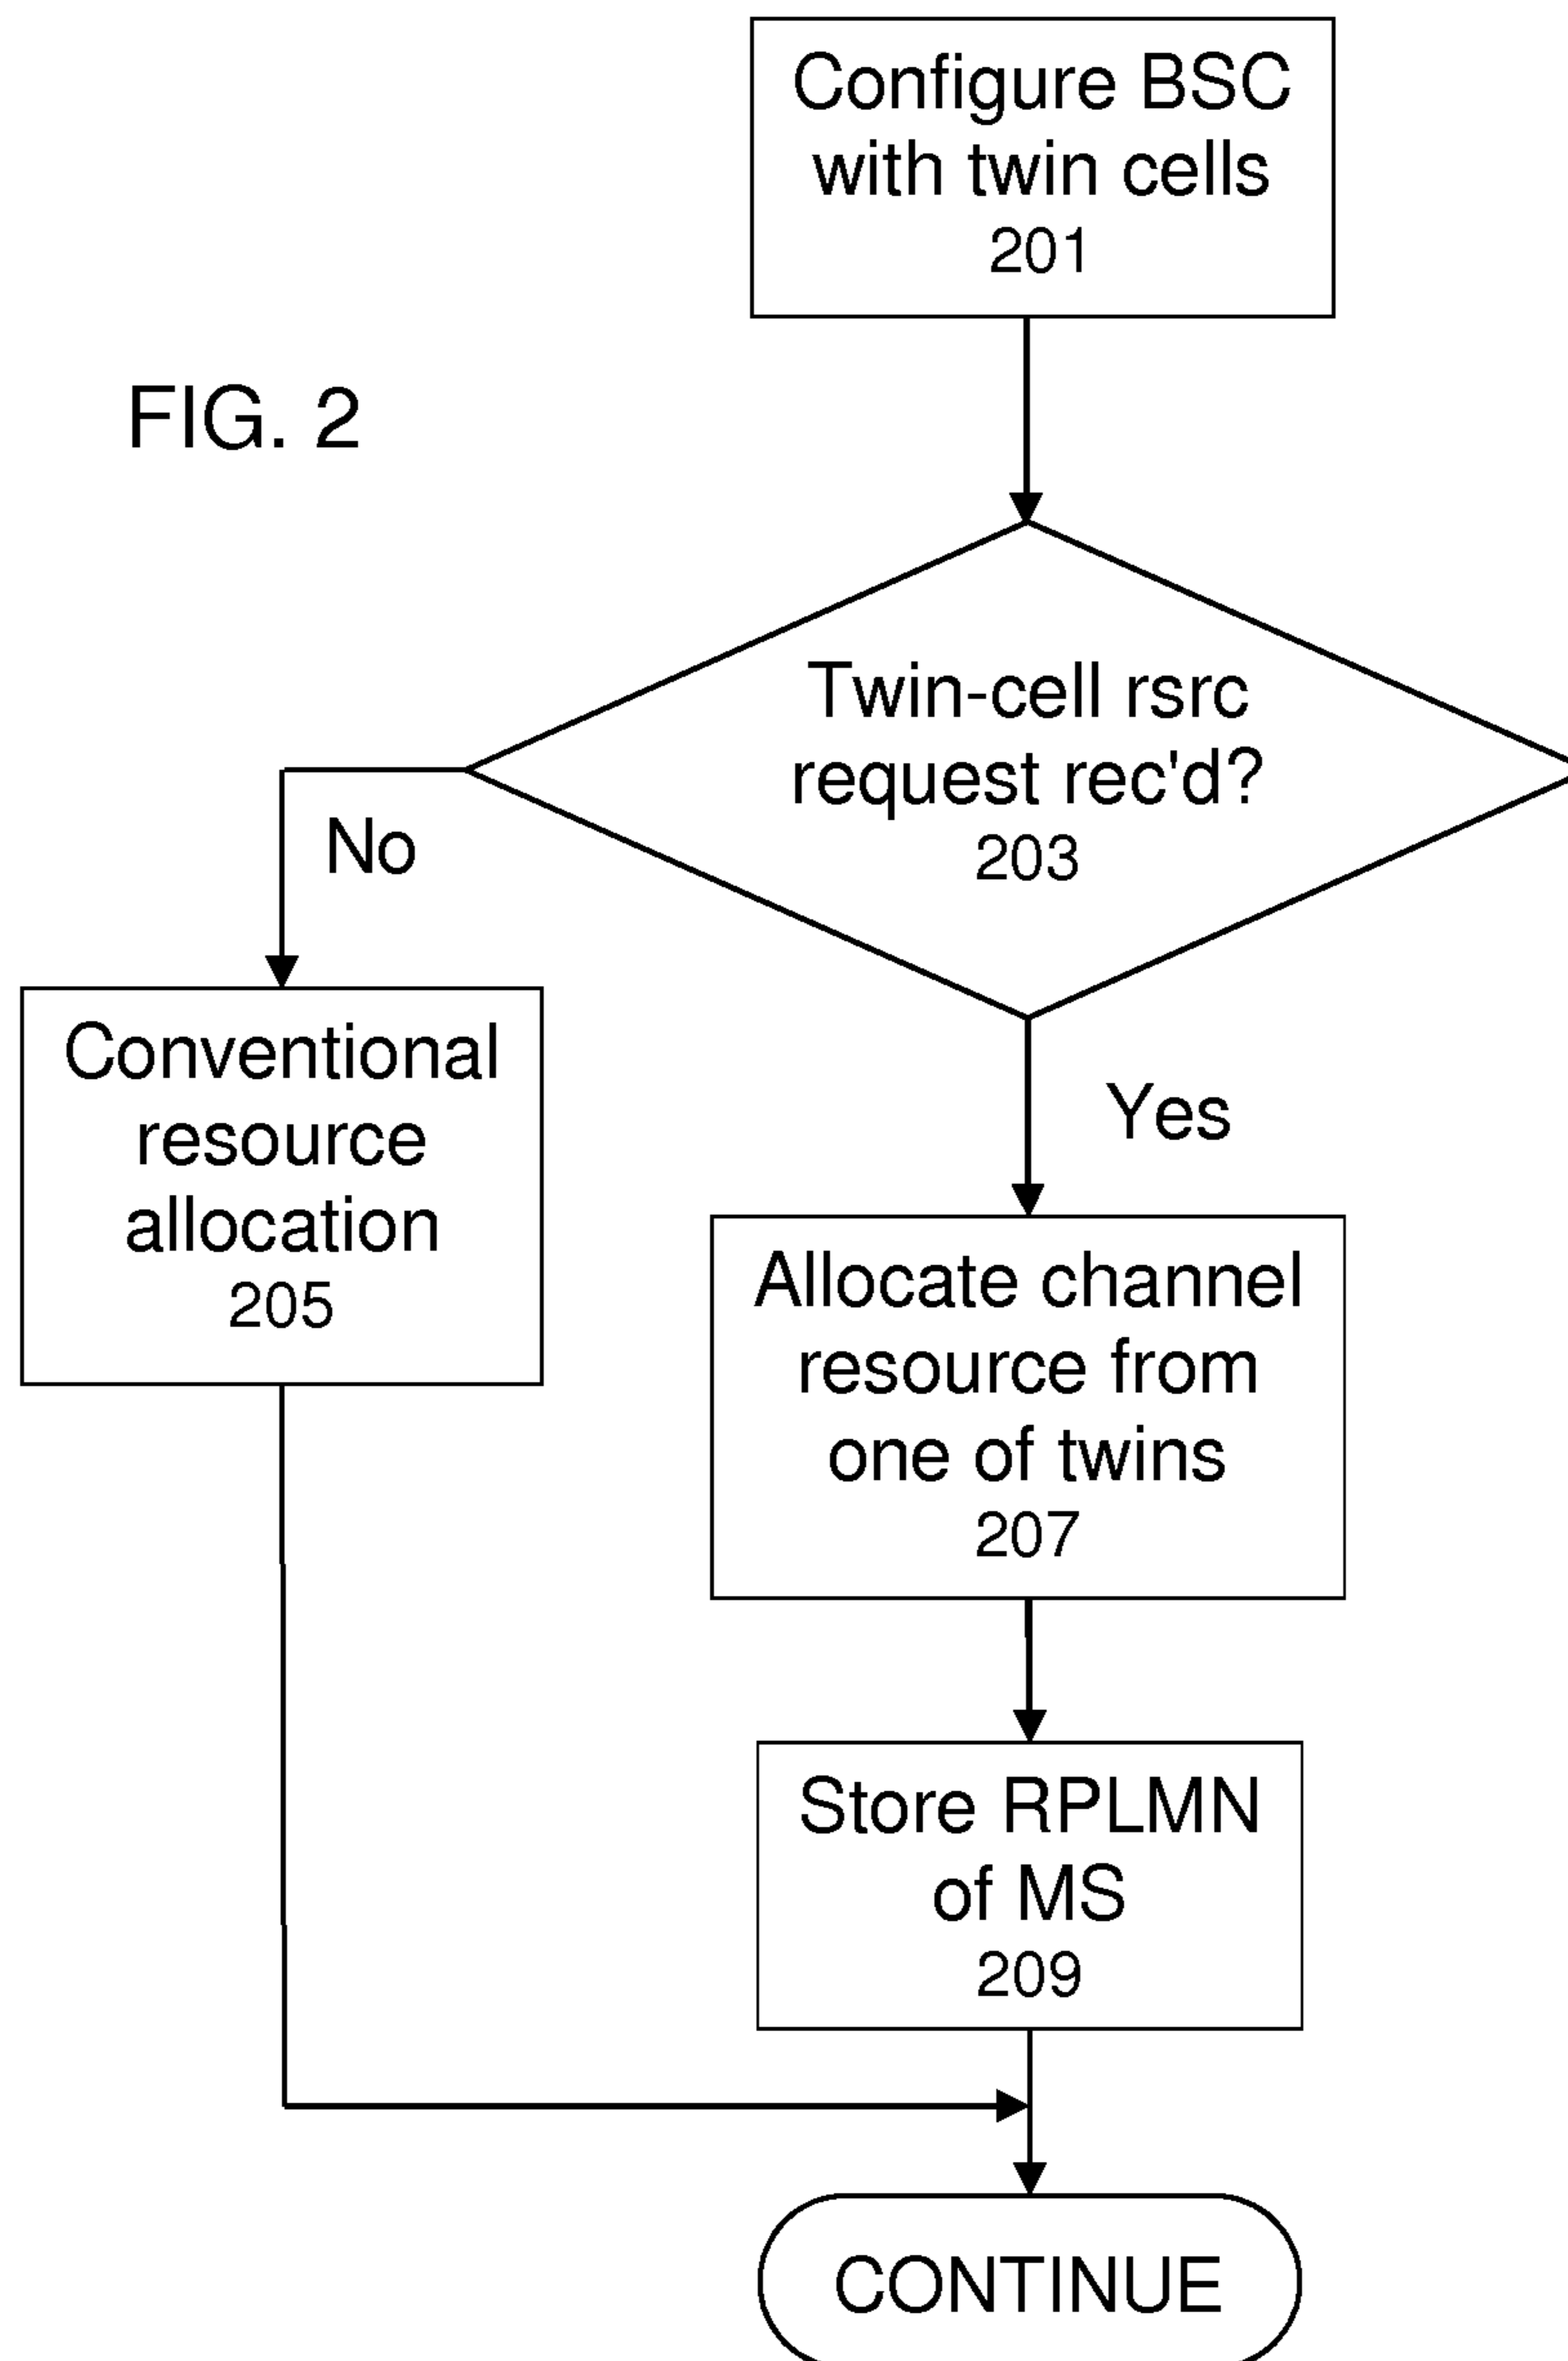 Configure BSC
with twin cells
201
FIG. 2
Twin-cell rsrc
request rec'd?
203
No
Yes
Conventional
resource
allocation
205
Allocate channel
resource from
one of twins
207
Store RPLMN
of MS
209
CONTINUE